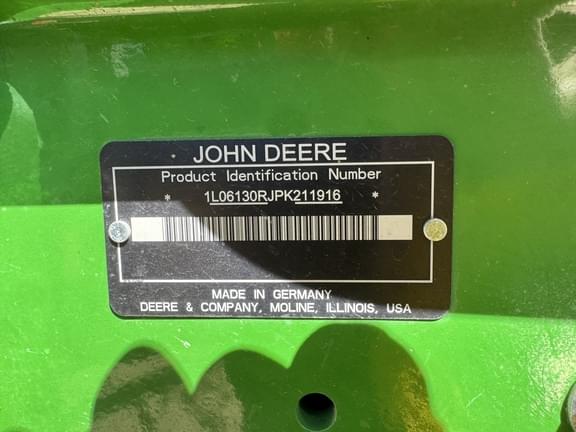 JOHN DEERE
Product Identification Number
* 1L06130RJPK211916 *
MADE IN GERMANY
DEERE & COMPANY, MOLINE, ILLINOIS, USA